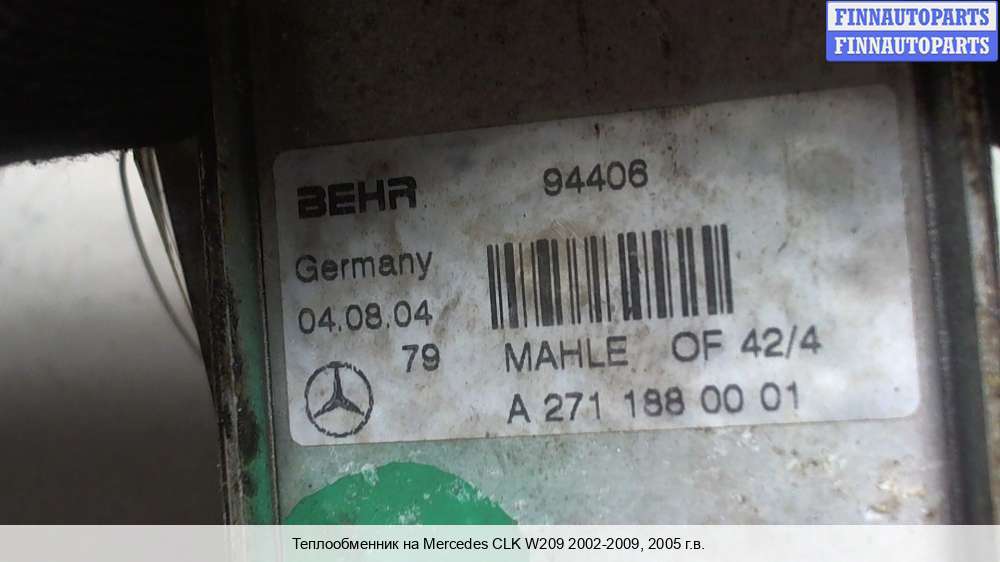 FINNAUTOPARTS
FINNAUTOPARTS
BEHR 94406
Germany
04.08.04
79 MAHLE OF 42/4
A 271 188 00 01
Теплообменник на Mercedes CLK W209 2002-2009, 2005 г.в.